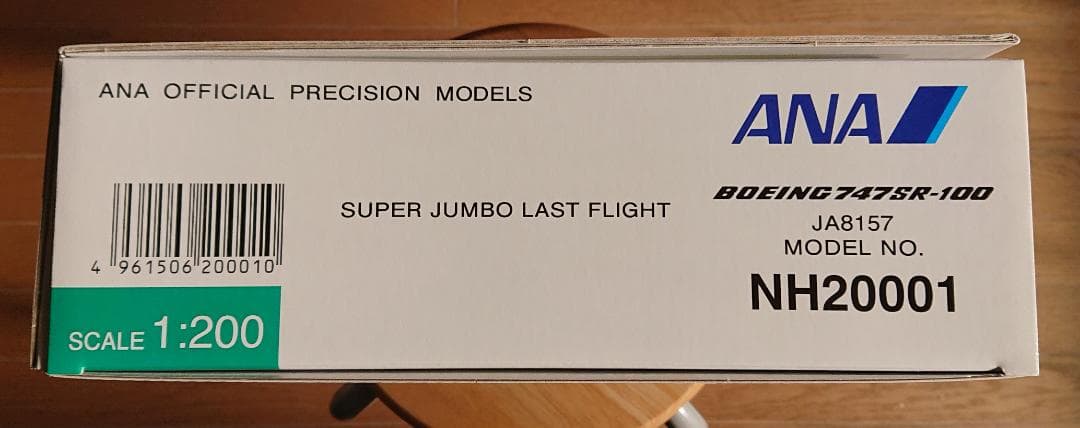 ANA OFFICIAL PRECISION MODELS
ANA
BOEING 747SR-100
JA8157
MODEL NO.
NH20001
SUPER JUMBO LAST FLIGHT
4 961506 200010
SCALE 1:200